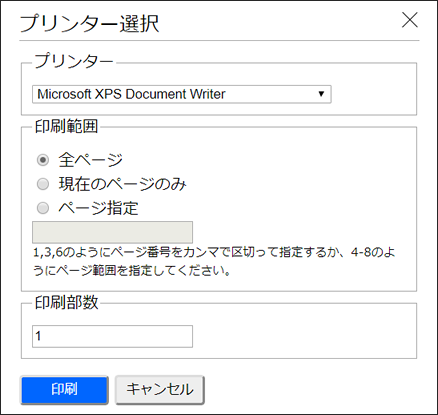 プリンター選択
プリンター
Microsoft XPS Document Writer
印刷範囲
全ページ
現在のページのみ
ページ指定
1,3,6のようにページ番号をカンマで区切って指定するか、4-8のよ
うにページ範囲を指定してください。
印刷部数
1
印刷 キャンセル